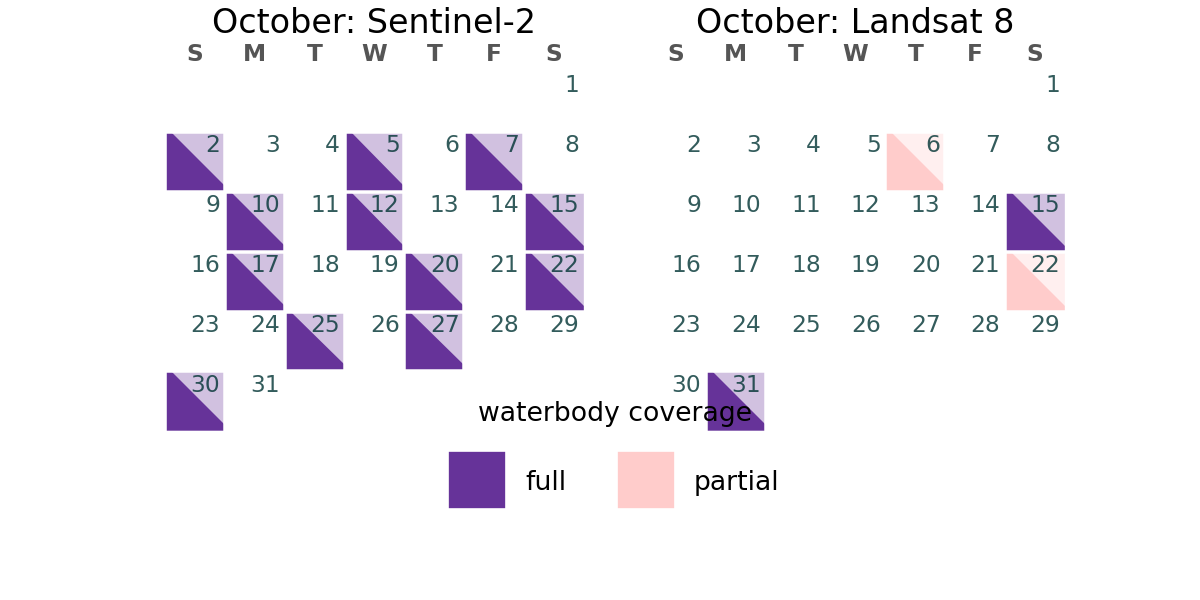 October: Sentinel-2
S M T W T F S
1
2 3 4 5 6 7 8
9 10 11 12 13 14 15
16 17 18 19 20 21 22
23 24 25 26 27 28 29
30 31
October: Landsat 8
S M T W T F S
1
2 3 4 5 6 7 8
9 10 11 12 13 14 15
16 17 18 19 20 21 22
23 24 25 26 27 28 29
30 31
waterbody coverage
full partial